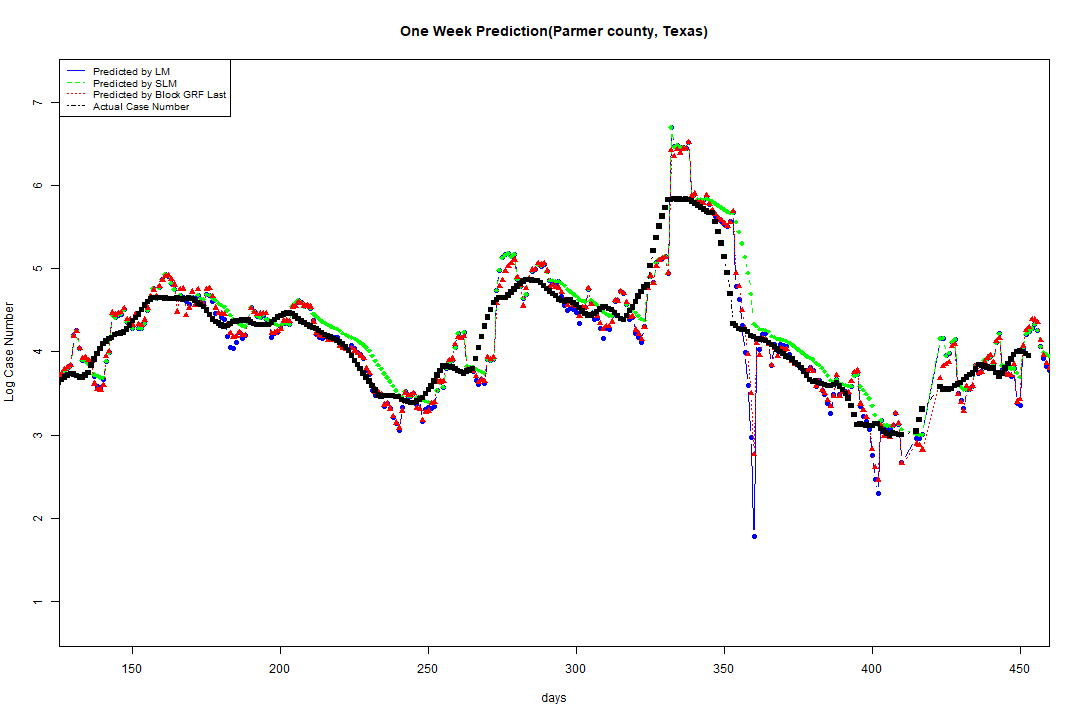 One Week Prediction(Parmer county, Texas)
Predicted by LM
Predicted by SLM
Predicted by Block GRF Last
Actual Case Number
Log Case Number
7
6
5
4
3
2
1
150 200 250 300 350 400 450
days